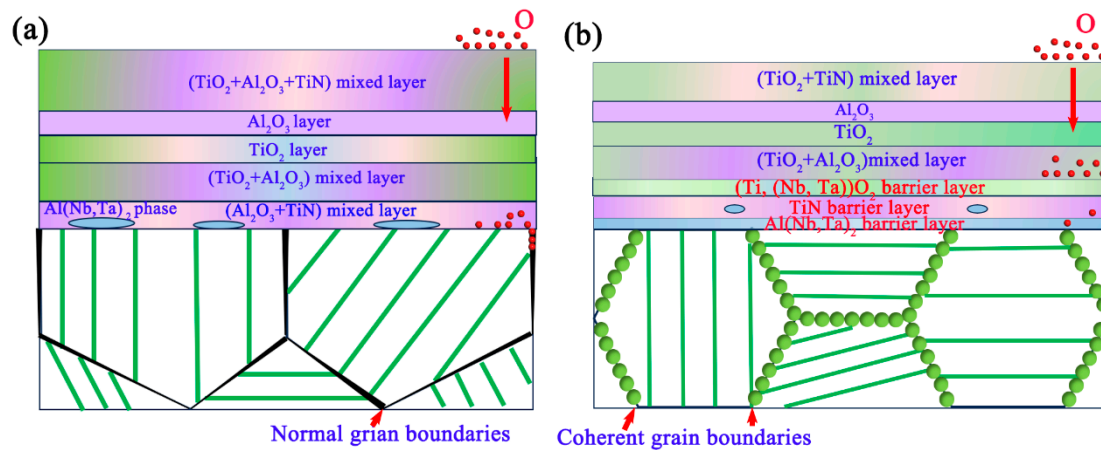 (a)
O
(TiO₂+Al₂O₃+TiN) mixed layer
Al₂O₃ layer
TiO₂ layer
(TiO₂+Al₂O₃) mixed layer
Al(Nb,Ta)₂ phase
(Al₂O₃+TiN) mixed layer
Normal grian boundaries
(b)
O
(TiO₂+TiN) mixed layer
Al₂O₃
TiO₂
(TiO₂+Al₂O₃)mixed layer
(Ti, (Nb, Ta))O₂ barrier layer
TiN barrier layer
Al(Nb,Ta)₂ barrier layer
Coherent grain boundaries